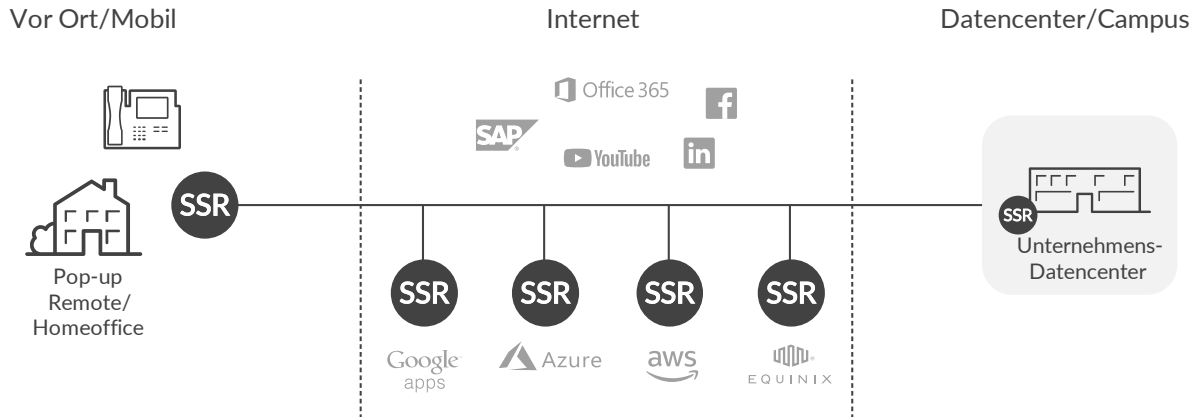 Vor Ort/Mobil
Internet
Datencenter/Campus
Office 365
SAP
YouTube
in
SSR
SSR
Pop-up
Remote/
Homeoffice
Unternehmens-
Datencenter
SSR
SSR
SSR
SSR
Google
apps
Azure
aws
EQUINIX